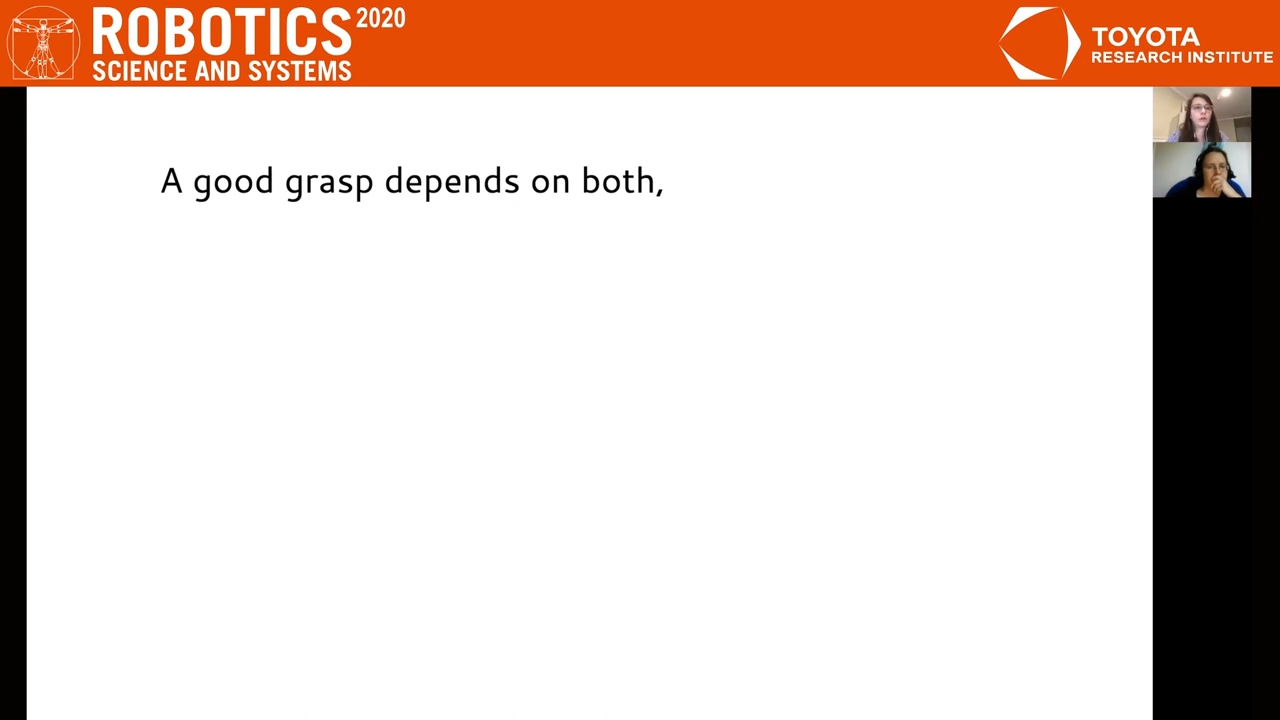 ROBOTICS 2020
SCIENCE AND SYSTEMS
TOYOTA
RESEARCH INSTITUTE
A good grasp depends on both,